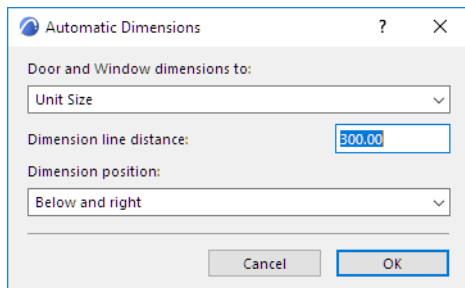 Automatic Dimensions
?
Door and Window dimensions to:
Unit Size
Dimension line distance: 300.00
Dimension position:
Below and right
Cancel OK